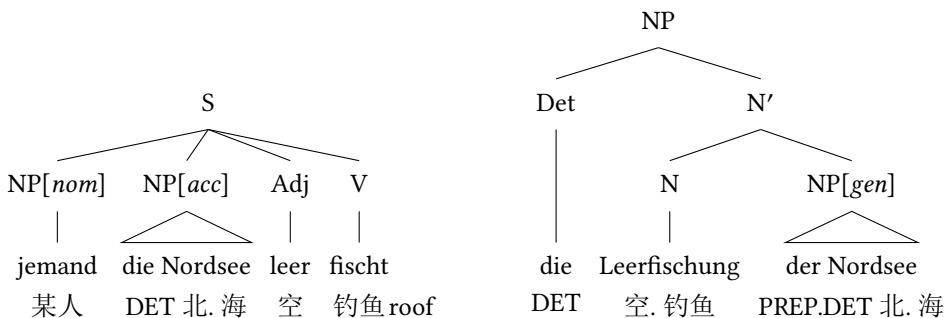 NP
S Det N′
NP[nom] NP[acc] Adj V N NP[gen]
jemand die Nordsee leer fischt die Leerfischung der Nordsee
某人 DET 北. 海 空 钓鱼 roof DET 空. 钓鱼 PREP.DET 北. 海